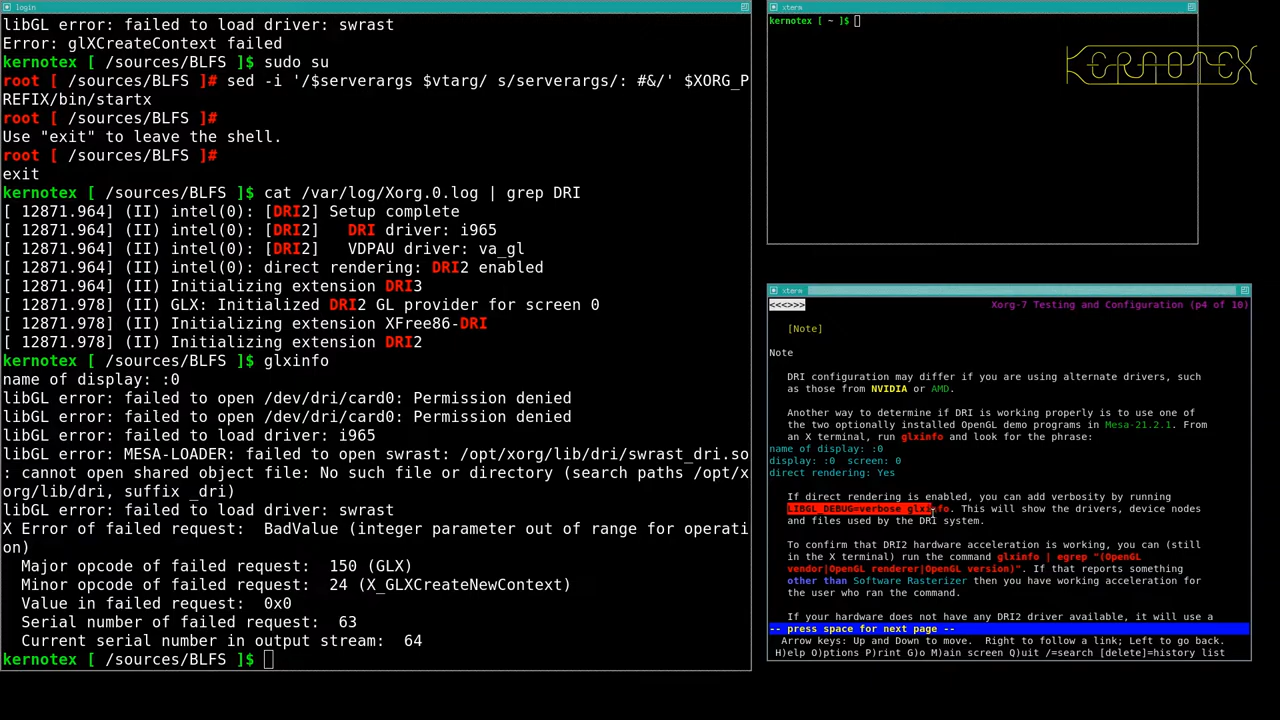 login
libGL error: failed to load driver: swrast
Error: glXCreateContext failed
kernotex [ /sources/BLFS ]$ sudo su
root [ /sources/BLFS ]# sed -i '/$serverargs $vtarg/ s/serverargs/: #&/' $XORG_P
REFIX/bin/startx
root [ /sources/BLFS ]#
Use "exit" to leave the shell.
root [ /sources/BLFS ]#
exit
kernotex [ /sources/BLFS ]$ cat /var/log/Xorg.0.log | grep DRI
[ 12871.964] (II) intel(0): [DRI2] Setup complete
[ 12871.964] (II) intel(0): [DRI2]   DRI driver: i965
[ 12871.964] (II) intel(0): [DRI2]   VDPAU driver: va_gl
[ 12871.964] (II) intel(0): direct rendering: DRI2 enabled
[ 12871.964] (II) Initializing extension DRI3
[ 12871.978] (II) GLX: Initialized DRI2 GL provider for screen 0
[ 12871.978] (II) Initializing extension XFree86-DRI
[ 12871.978] (II) Initializing extension DRI2
kernotex [ /sources/BLFS ]$ glxinfo
name of display: :0
libGL error: failed to open /dev/dri/card0: Permission denied
libGL error: failed to open /dev/dri/card0: Permission denied
libGL error: failed to load driver: i965
libGL error: MESA-LOADER: failed to open swrast: /opt/xorg/lib/dri/swrast_dri.so
: cannot open shared object file: No such file or directory (search paths /opt/x
org/lib/dri, suffix _dri)
libGL error: failed to load driver: swrast
X Error of failed request:  BadValue (integer parameter out of range for operati
on)
  Major opcode of failed request:  150 (GLX)
  Minor opcode of failed request:  24 (X_GLXCreateNewContext)
  Value in failed request:  0x0
  Serial number of failed request:  63
  Current serial number in output stream:  64
kernotex [ /sources/BLFS ]$
xterm
kernotex [ ~ ]$
KERNOTEX
xterm
<<<>>> Xorg-7 Testing and Configuration (p4 of 10)
[Note]
Note
DRI configuration may differ if you are using alternate drivers, such
as those from NVIDIA or AMD.
Another way to determine if DRI is working properly is to use one of
the two optionally installed OpenGL demo programs in Mesa-21.2.1. From
an X terminal, run glxinfo and look for the phrase:
name of display: :0
display: :0  screen: 0
direct rendering: Yes
If direct rendering is enabled, you can add verbosity by running
LIBGL_DEBUG=verbose glxinfo. This will show the drivers, device nodes
and files used by the DRI system.
To confirm that DRI2 hardware acceleration is working, you can (still
in the X terminal) run the command glxinfo | egrep "(OpenGL
vendor|OpenGL renderer|OpenGL version)". If that reports something
other than Software Rasterizer then you have working acceleration for
the user who ran the command.
If your hardware does not have any DRI2 driver available, it will use a
-- press space for next page --
Arrow keys: Up and Down to move.  Right to follow a link; Left to go back.
H)elp O)ptions P)rint G)o M)ain screen Q)uit /=search [delete]=history list